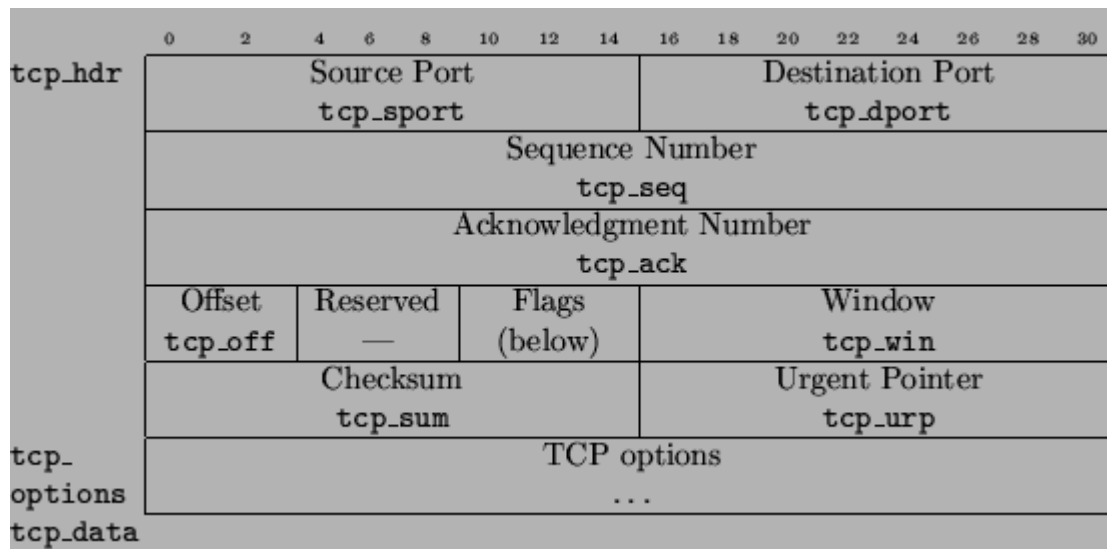 0 2 4 6 8 10 12 14 16 18 20 22 24 26 28 30
tcp_hdr Source Port Destination Port
tcp_sport tcp_dport
Sequence Number
tcp_seq
Acknowledgment Number
tcp_ack
Offset Reserved Flags Window
tcp_off — (below) tcp_win
Checksum Urgent Pointer
tcp_sum tcp_urp
tcp_ TCP options
options ...
tcp_data